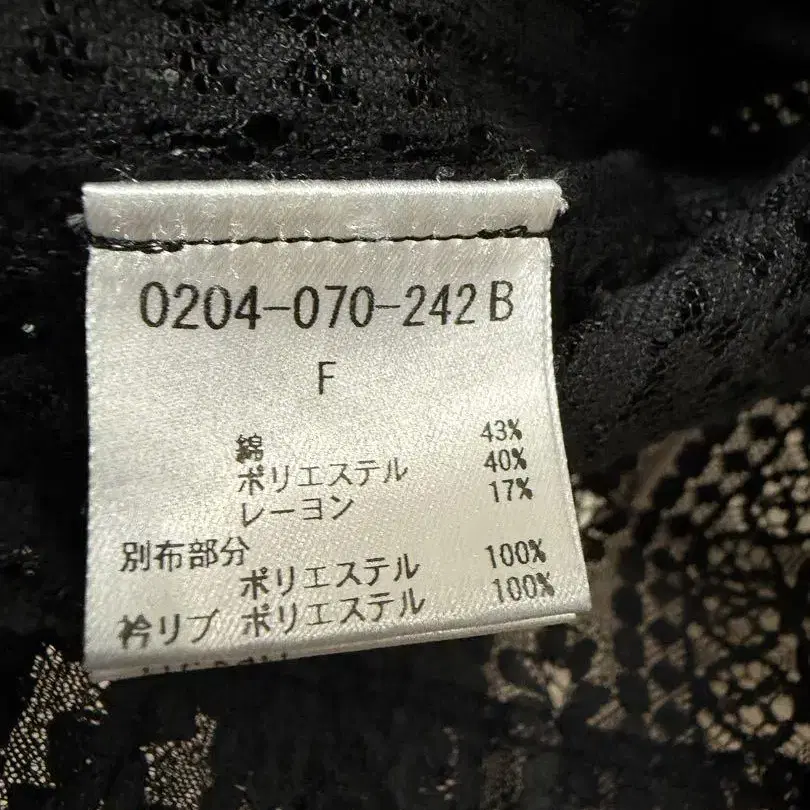 0204-070-242 B
F
綿 43%
ポリエステル 40%
レーヨン 17%
別布部分
ポリエステル 100%
衿リブ ポリエステル 100%